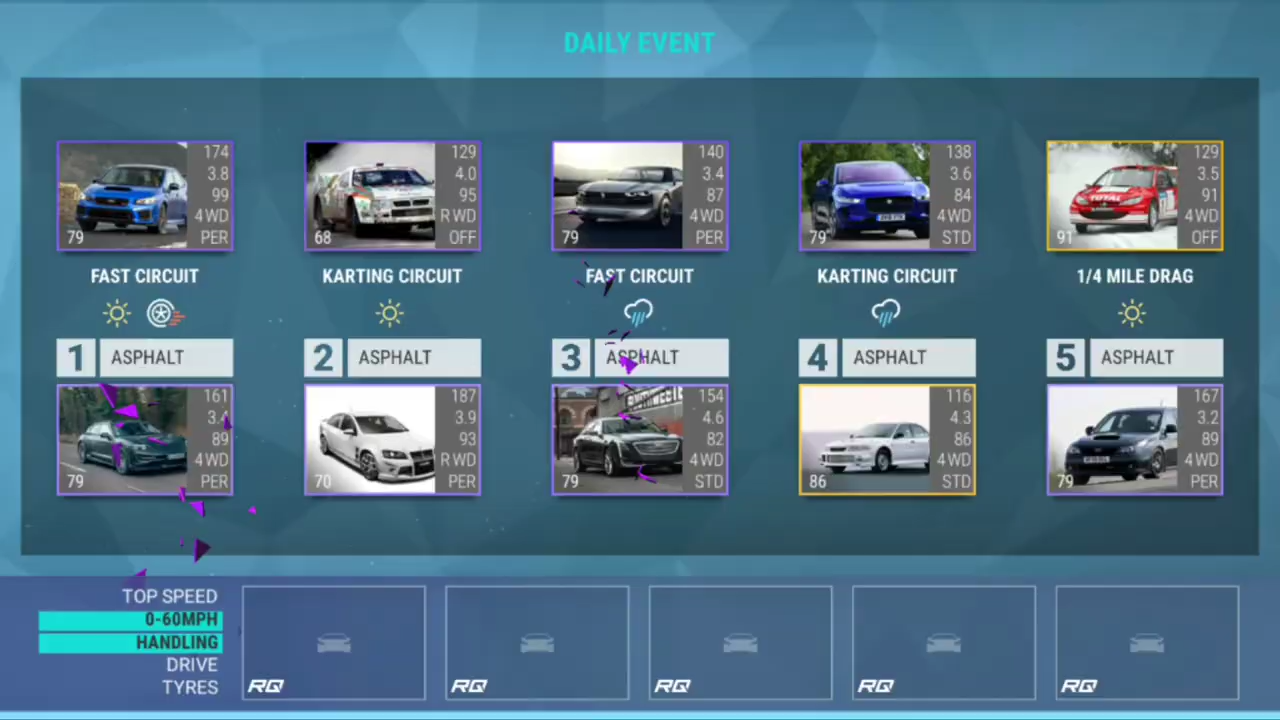 DAILY EVENT
174
3.8
99
4WD
79 PER
129
4.0
95
RWD
68 OFF
140
3.4
87
4WD
79 PER
138
3.6
84
4WD
79 STD
129
3.5
91
4WD
91 OFF
FAST CIRCUIT
KARTING CIRCUIT
FAST CIRCUIT
KARTING CIRCUIT
1/4 MILE DRAG
1 ASPHALT
2 ASPHALT
3 ASPHALT
4 ASPHALT
5 ASPHALT
161
3.4
89
4WD
79 PER
187
3.9
93
RWD
70 PER
154
4.6
82
4WD
79 STD
116
4.3
86
4WD
86 STD
167
3.2
89
4WD
79 PER
TOP SPEED
0-60MPH
HANDLING
DRIVE
TYRES
RQ
RQ
RQ
RQ
RQ